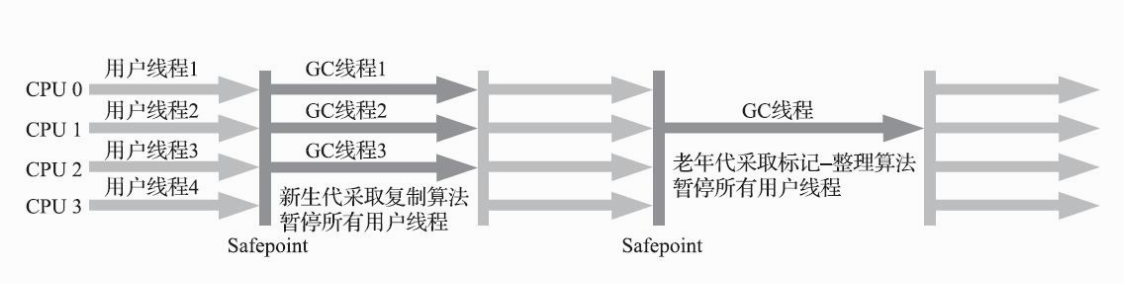 用户线程1
GC线程1
CPU 0
用户线程2
GC线程2
GC线程
CPU 1
用户线程3
GC线程3
CPU 2
老年代采取标记–整理算法
用户线程4
新生代采取复制算法
暂停所有用户线程
CPU 3
暂停所有用户线程
Safepoint
Safepoint